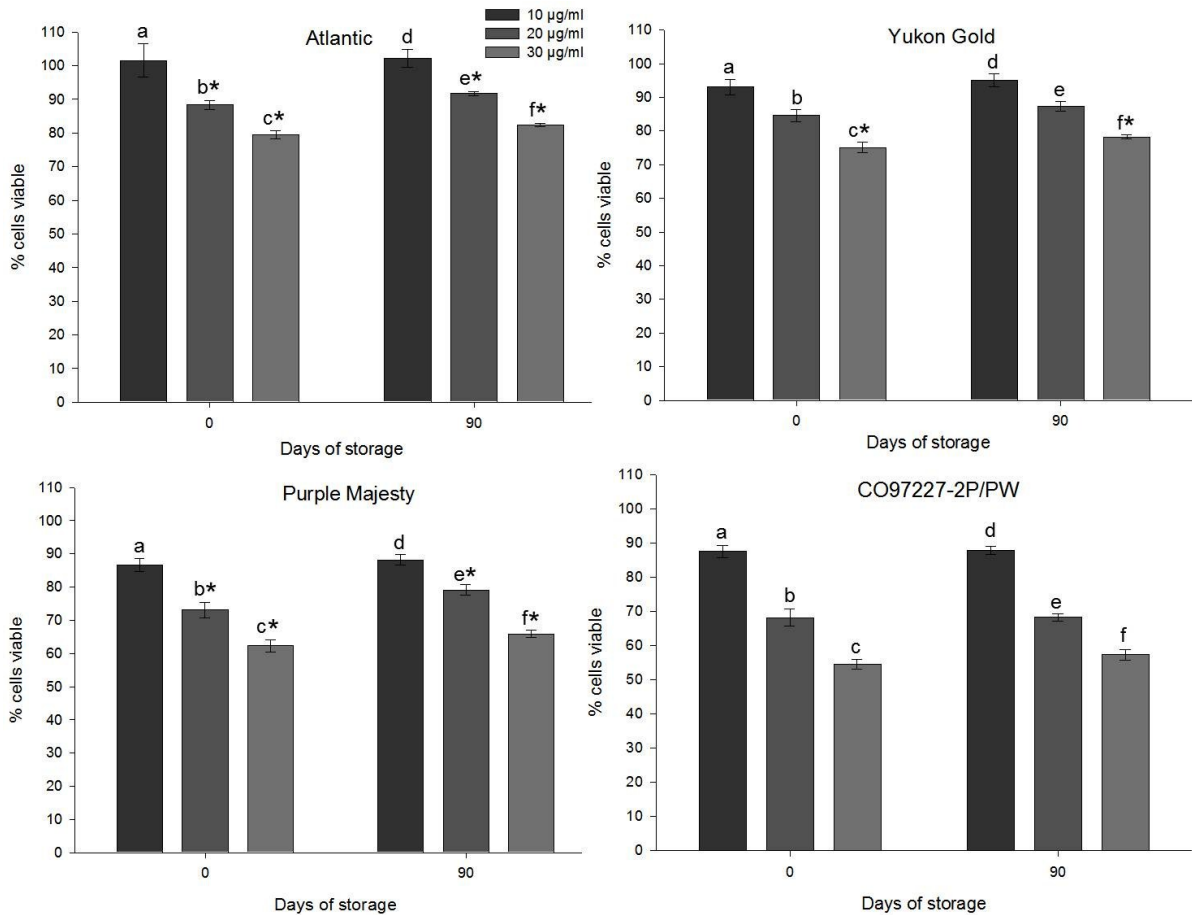 Atlantic
10 µg/ml
20 µg/ml
30 µg/ml
110
100
90
80
70
60
50
40
30
20
10
0
% cells viable
a
b*
c*
d
e*
f*
0
90
Days of storage
Yukon Gold
110
100
90
80
70
60
50
40
30
20
10
0
% cells viable
a
b
c*
d
e
f*
0
90
Days of storage
Purple Majesty
110
100
90
80
70
60
50
40
30
20
10
0
% cells viable
a
b*
c*
d
e*
f*
0
90
Days of storage
CO97227-2P/PW
110
100
90
80
70
60
50
40
30
20
10
0
% cells viable
a
b
c
d
e
f
0
90
Days of storage